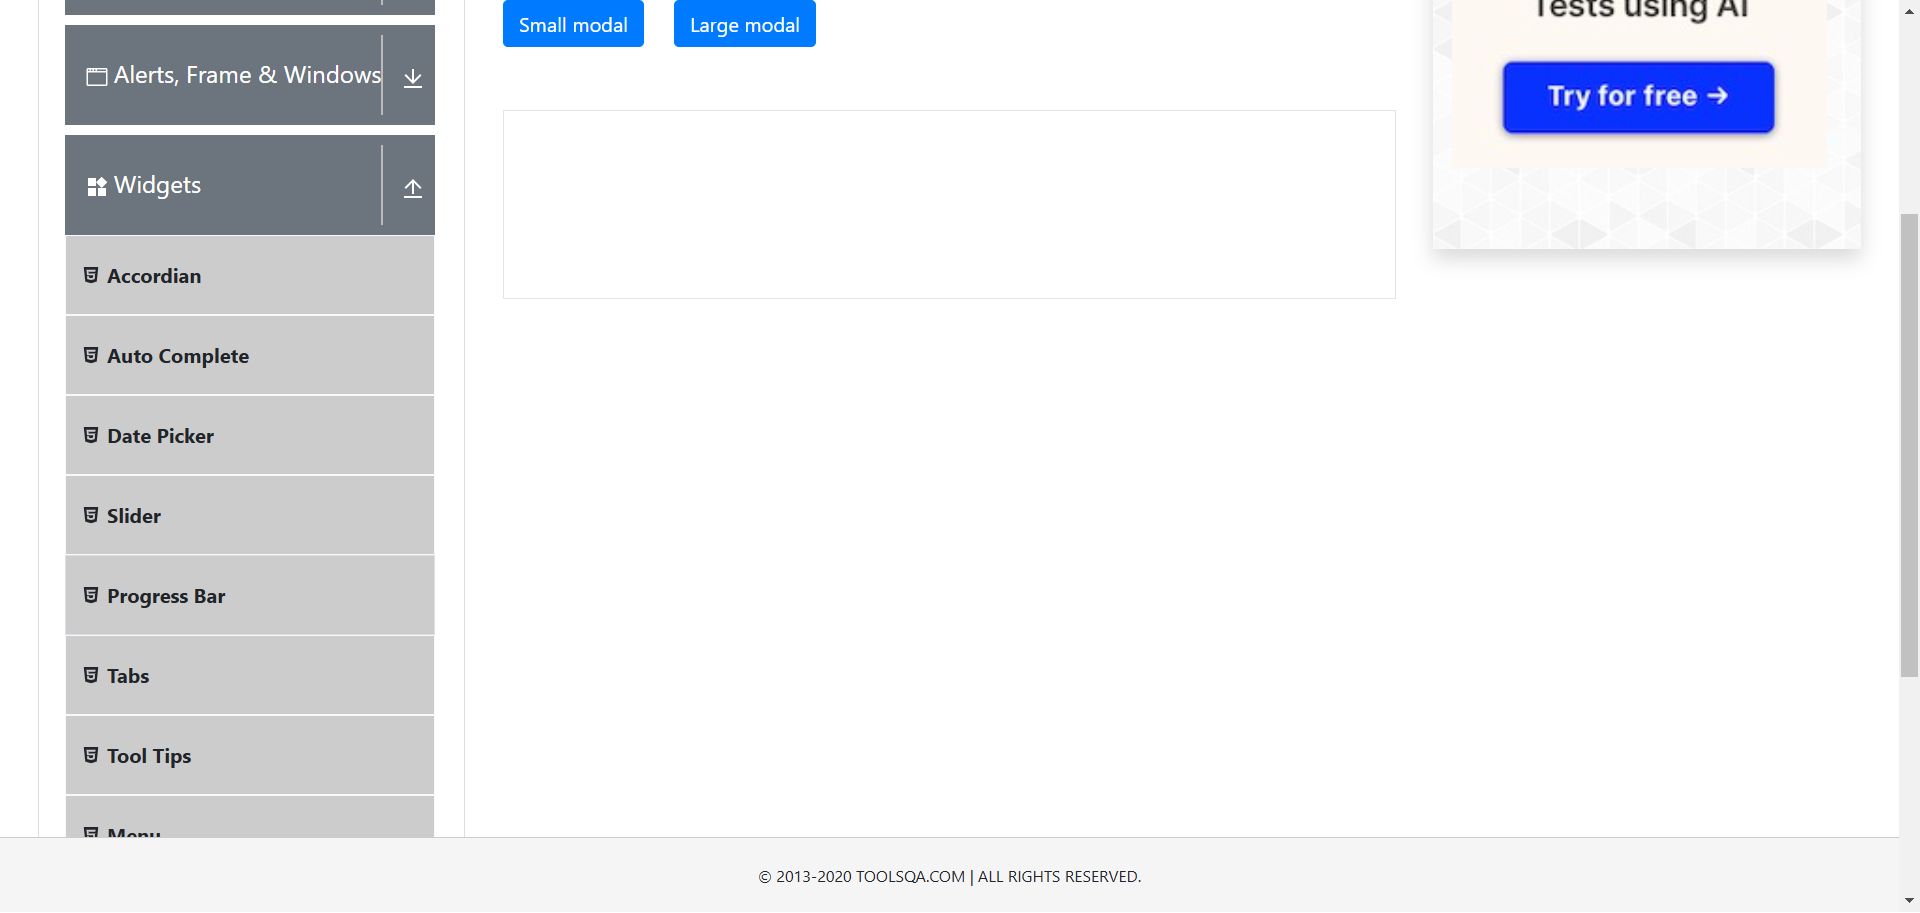 Alerts, Frame & Windows
Widgets
Accordian
Auto Complete
Date Picker
Slider
Progress Bar
Tabs
Tool Tips
Menu
Small modal
Large modal
Tests using AI
Try for free →
© 2013-2020 TOOLSQA.COM | ALL RIGHTS RESERVED.